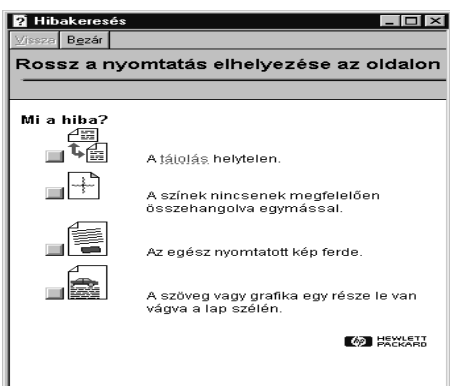 Hibakeresés
Vissza Bezár
Rossz a nyomtatás elhelyezése az oldalon
Mi a hiba?
A tájolás helytelen.
A színek nincsenek megfelelően
összehangolva egymással.
Az egész nyomtatott kép ferde.
A szöveg vagy grafika egy része le van
vágva a lap szélén.
hp HEWLETT
PACKARD